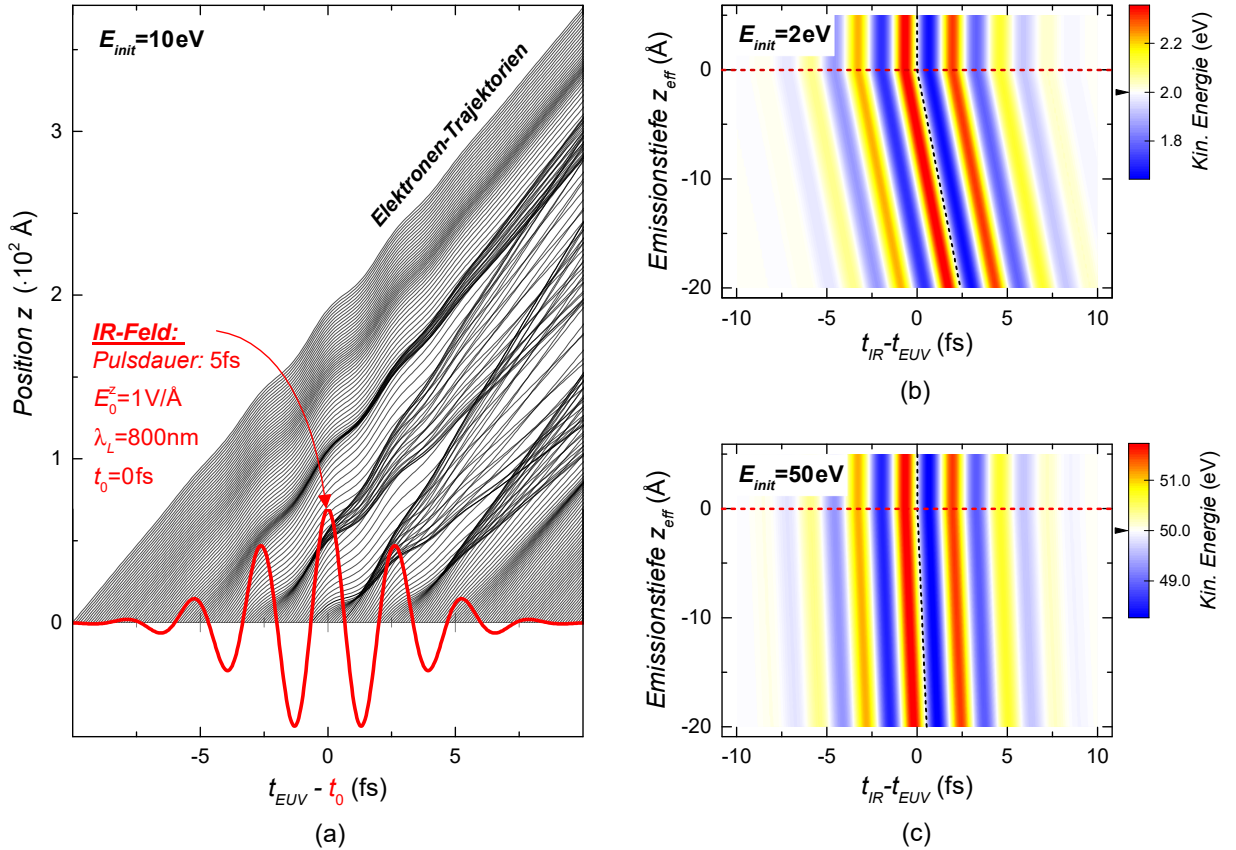 E_init=10eV
Elektronen-Trajektorien
IR-Feld:
Pulsdauer: 5fs
E_0^z=1V/Å
λ_L=800nm
t_0=0fs
Position z (·10² Å)
3
2
1
0
-5
0
5
t_EUV - t_0 (fs)
(a)
E_init=2eV
Emissionstiefe z_eff (Å)
0
-10
-20
-10
-5
0
5
10
t_IR-t_EUV (fs)
2.2
2.0
1.8
Kin. Energie (eV)
(b)
E_init=50eV
Emissionstiefe z_eff (Å)
0
-10
-20
-10
-5
0
5
10
t_IR-t_EUV (fs)
51.0
50.0
49.0
Kin. Energie (eV)
(c)